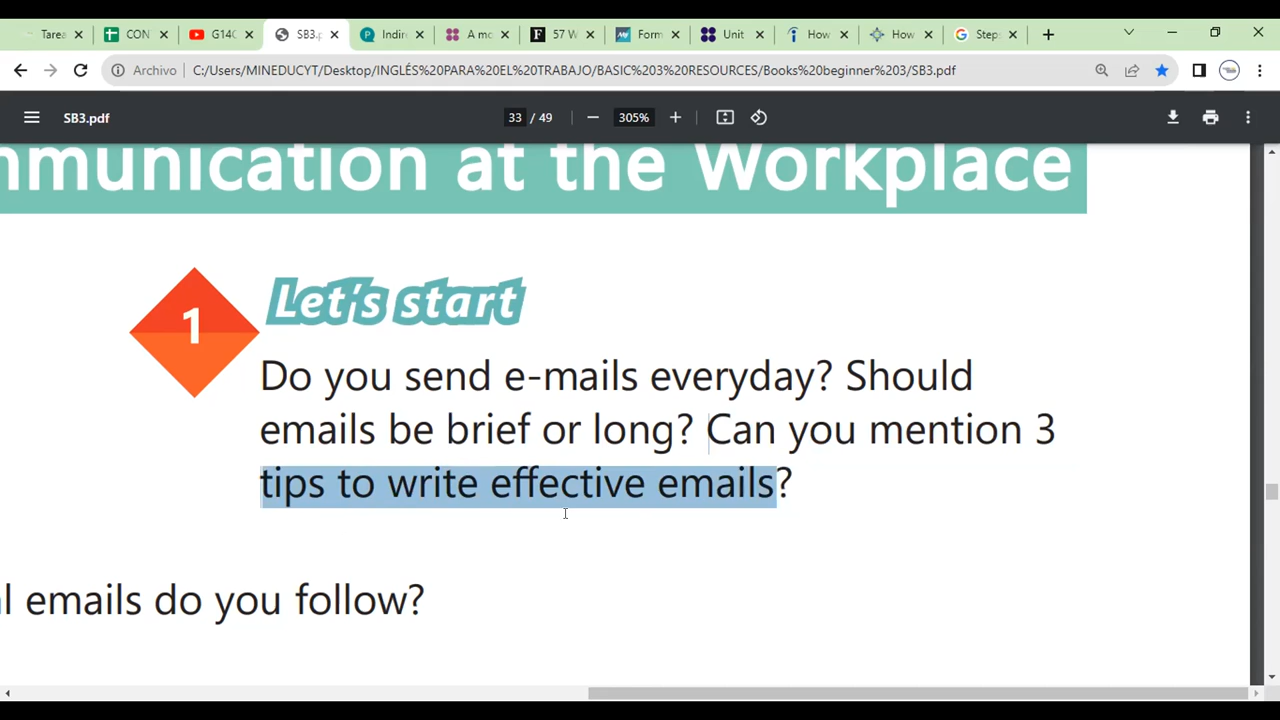 Tarea
CON
G140
SB3.p
Indire
A mo
57 W
Form
Unit
How
How
Step:
Archivo
C:/Users/MINEDUCYT/Desktop/INGLÉS%20PARA%20EL%20TRABAJO/BASIC%203%20RESOURCES/Books%20beginner%203/SB3.pdf
SB3.pdf
33 / 49
305%
mmunication at the Workplace
1
Let's start
Do you send e-mails everyday? Should
emails be brief or long? Can you mention 3
tips to write effective emails?
l emails do you follow?